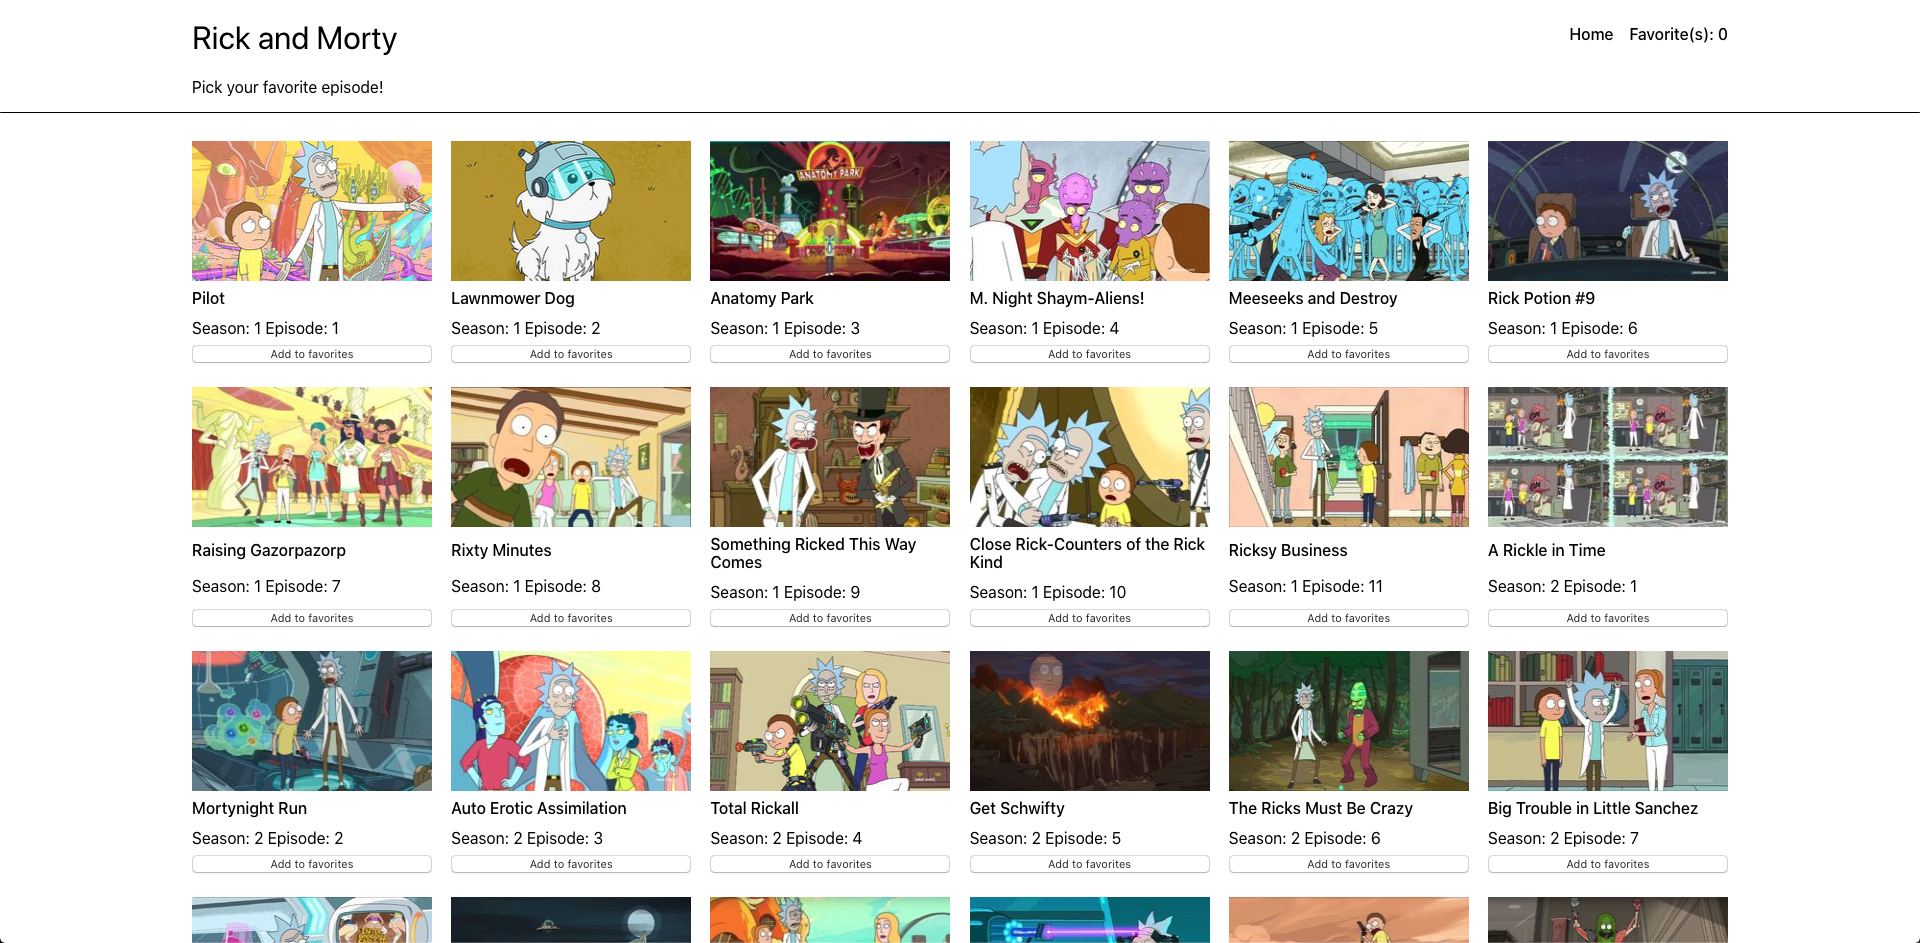 Rick and Morty
Home Favorite(s): 0
Pick your favorite episode!
ANATOMY PARK
Pilot
Season: 1 Episode: 1
Add to favorites
Lawnmower Dog
Season: 1 Episode: 2
Add to favorites
Anatomy Park
Season: 1 Episode: 3
Add to favorites
M. Night Shaym-Aliens!
Season: 1 Episode: 4
Add to favorites
Meeseeks and Destroy
Season: 1 Episode: 5
Add to favorites
Rick Potion #9
Season: 1 Episode: 6
Add to favorites
Raising Gazorpazorp
Season: 1 Episode: 7
Add to favorites
Rixty Minutes
Season: 1 Episode: 8
Add to favorites
Something Ricked This Way
Comes
Season: 1 Episode: 9
Add to favorites
Close Rick-Counters of the Rick
Kind
Season: 1 Episode: 10
Add to favorites
Ricksy Business
Season: 1 Episode: 11
Add to favorites
A Rickle in Time
Season: 2 Episode: 1
Add to favorites
Mortynight Run
Season: 2 Episode: 2
Add to favorites
Auto Erotic Assimilation
Season: 2 Episode: 3
Add to favorites
Total Rickall
Season: 2 Episode: 4
Add to favorites
Get Schwifty
Season: 2 Episode: 5
Add to favorites
The Ricks Must Be Crazy
Season: 2 Episode: 6
Add to favorites
Big Trouble in Little Sanchez
Season: 2 Episode: 7
Add to favorites